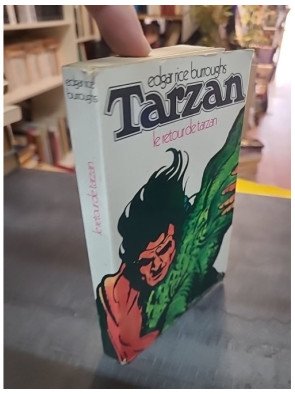 edgar rice burroughs
Tarzan
le retour de tarzan
edgar rice
burroughs
le retour de tarzan